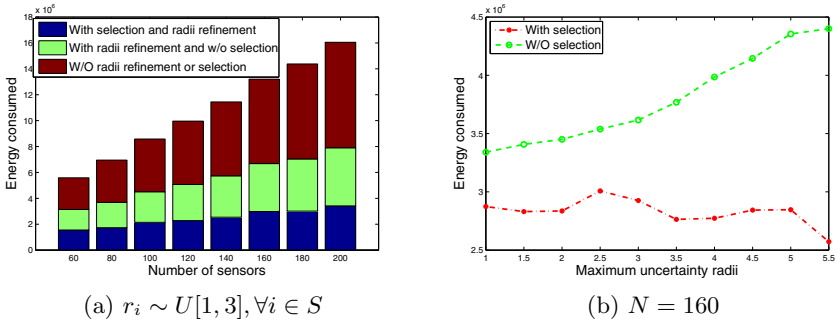 x 10^6
18
16
14
12
10
8
6
4
2
0
Energy consumed
With selection and radii refinement
With radii refinement and w/o selection
W/O radii refinement or selection
60 80 100 120 140 160 180 200
Number of sensors
(a) r_i ∼ U[1, 3], ∀i ∈ S
x 10^6
4.5
4
3.5
3
2.5
Energy consumed
With selection
W/O selection
1 1.5 2 2.5 3 3.5 4 4.5 5 5.5
Maximum uncertainty radii
(b) N = 160